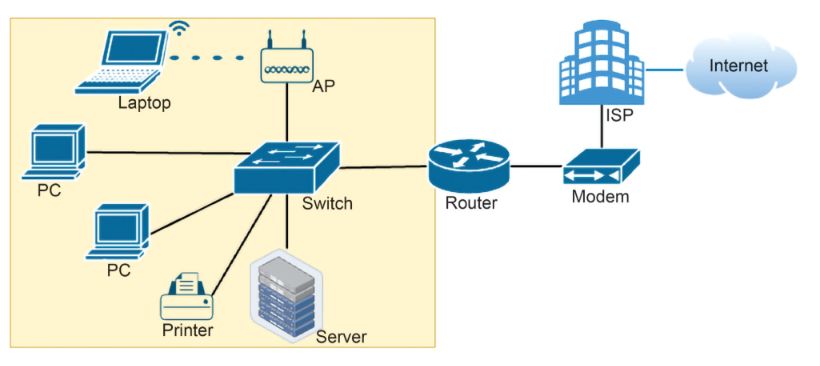 Internet
Laptop
AP
ISP
PC
Switch
Router
Modem
PC
Printer
Server